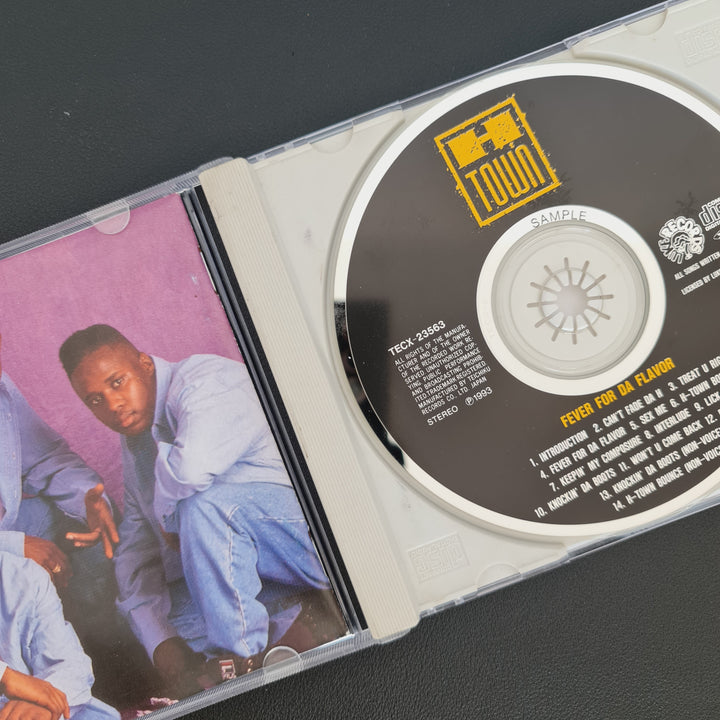 H
TOWN
SAMPLE
RECORDS
TECX-23563
ALL RIGHTS OF THE MANUFA-
CTURER AND OF THE OWNER
OF THE RECORDED WORK RE-
SERVED UNAUTHORIZED COP-
YING PUBLIC PERFORMANCE
AND BROADCASTING PROHIB-
ITED.TRADEMARK REGISTERED.
MANUFACTURED BY TEICHIKU
RECORDS CO. LTD. JAPAN
STEREO ℗1993
ALL SONGS WRITTEN
LICENSED BY
FEVER FOR DA FLAVOR
1. INTRODUCTION 2. CAN'T FADE DA U 3. TREAT U
4. FEVER FOR DA FLAVOR 5. SEX ME 6. H-TOWN
7. KEEPIN' MY COMPOSURE 8. INTERLUDE 9.
10. KNOCKIN' DA BOOTS 11. WON'T U COME BACK 12.
13. KNOCKIN' DA BOOTS (NON-VOICE
14. H-TOWN BOUNCE (NON-VOICE